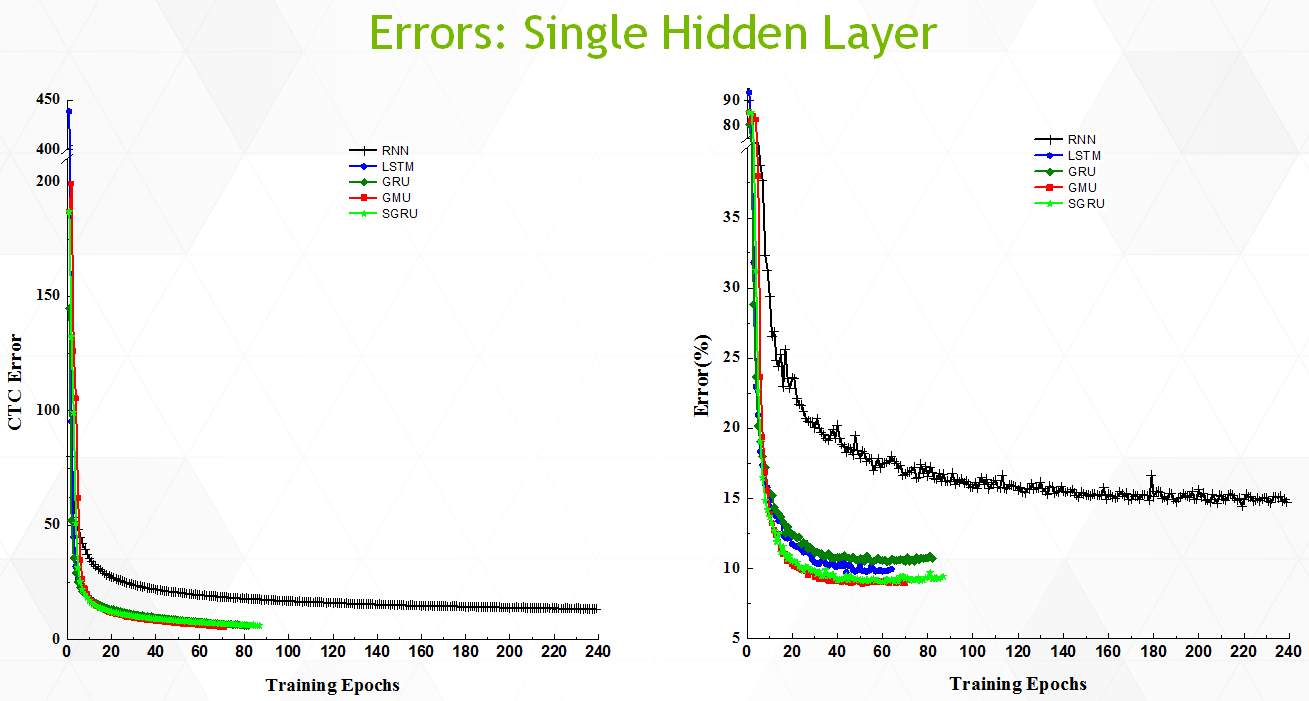 Errors: Single Hidden Layer
450
400
200
150
100
50
0
CTC Error
0 20 40 60 80 100 120 140 160 180 200 220 240
Training Epochs
RNN
LSTM
GRU
GMU
SGRU
90
80
35
30
25
20
15
10
5
Error(%)
0 20 40 60 80 100 120 140 160 180 200 220 240
Training Epochs
RNN
LSTM
GRU
GMU
SGRU